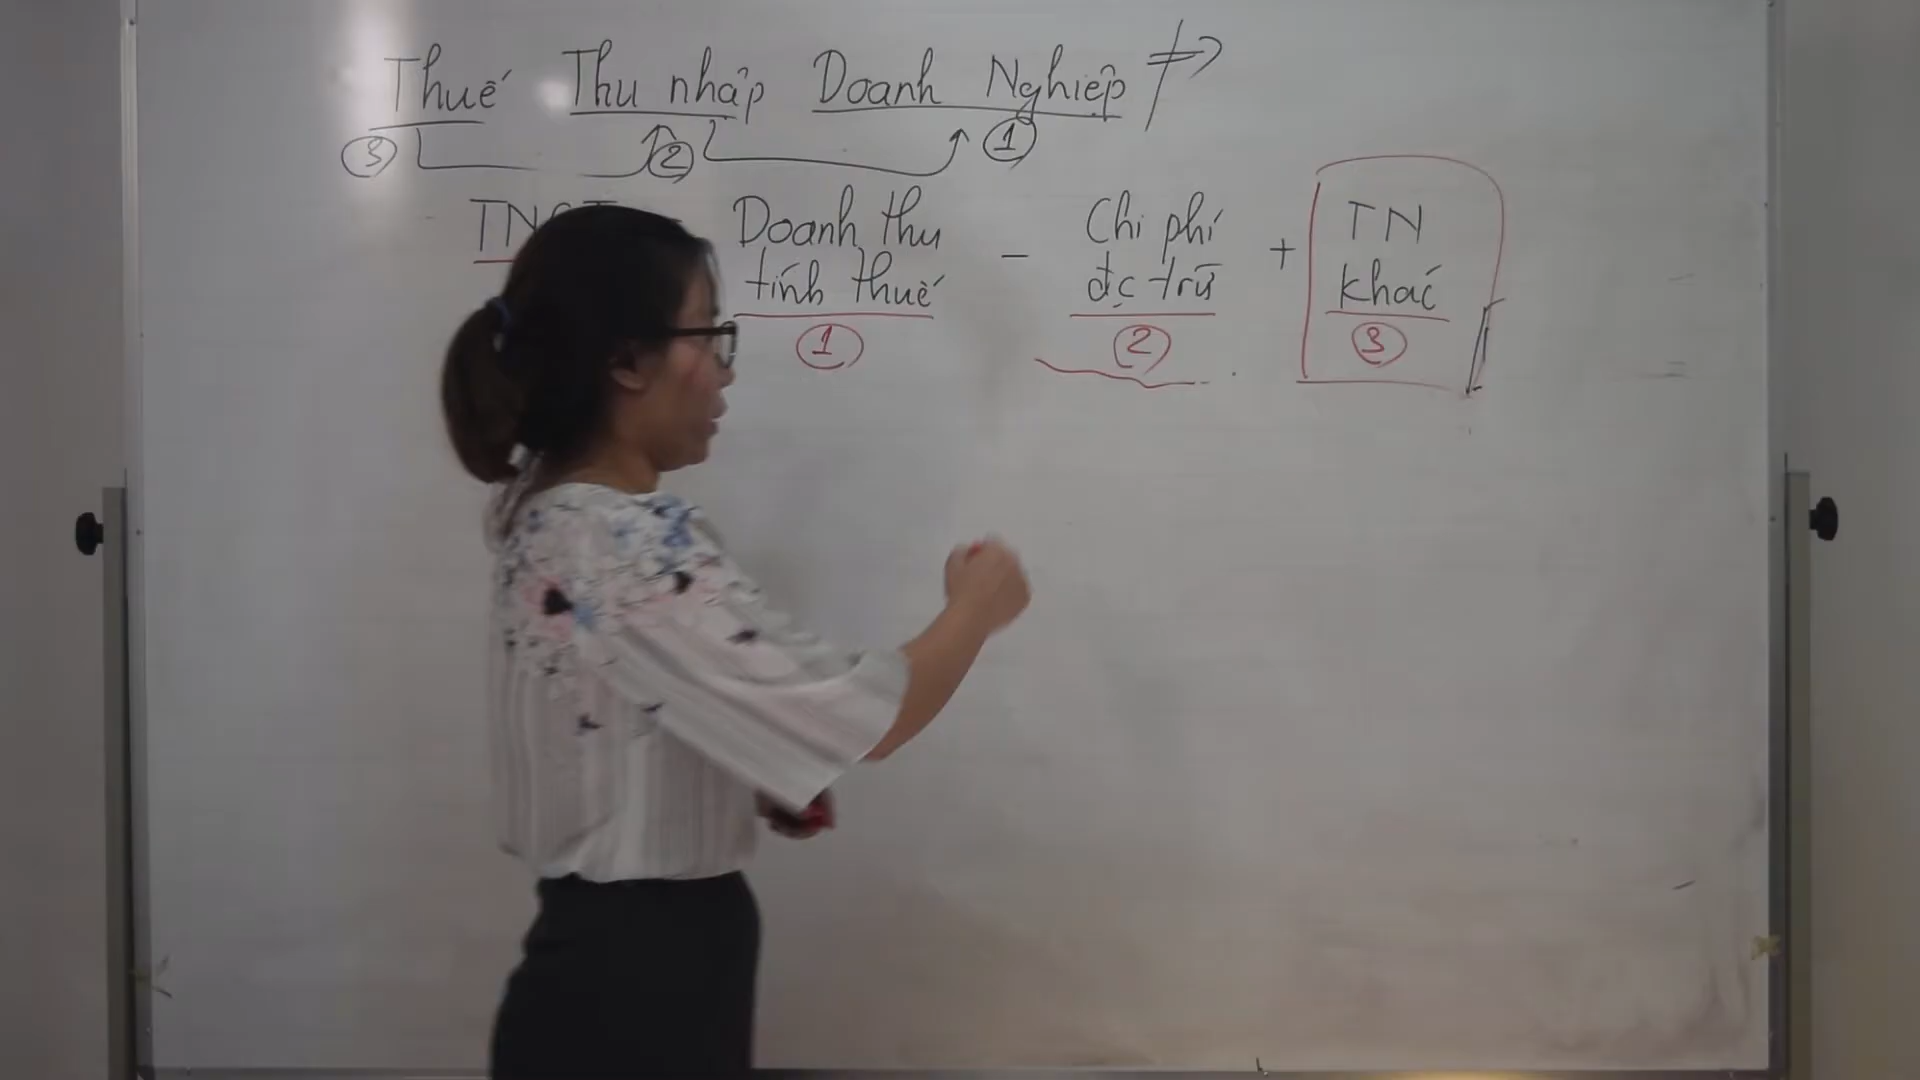 Thuế Thu nhập Doanh Nghiệp
3 2 1
Doanh thu - Chi phí + TN
tính thuế đc trừ khác
1 2 3